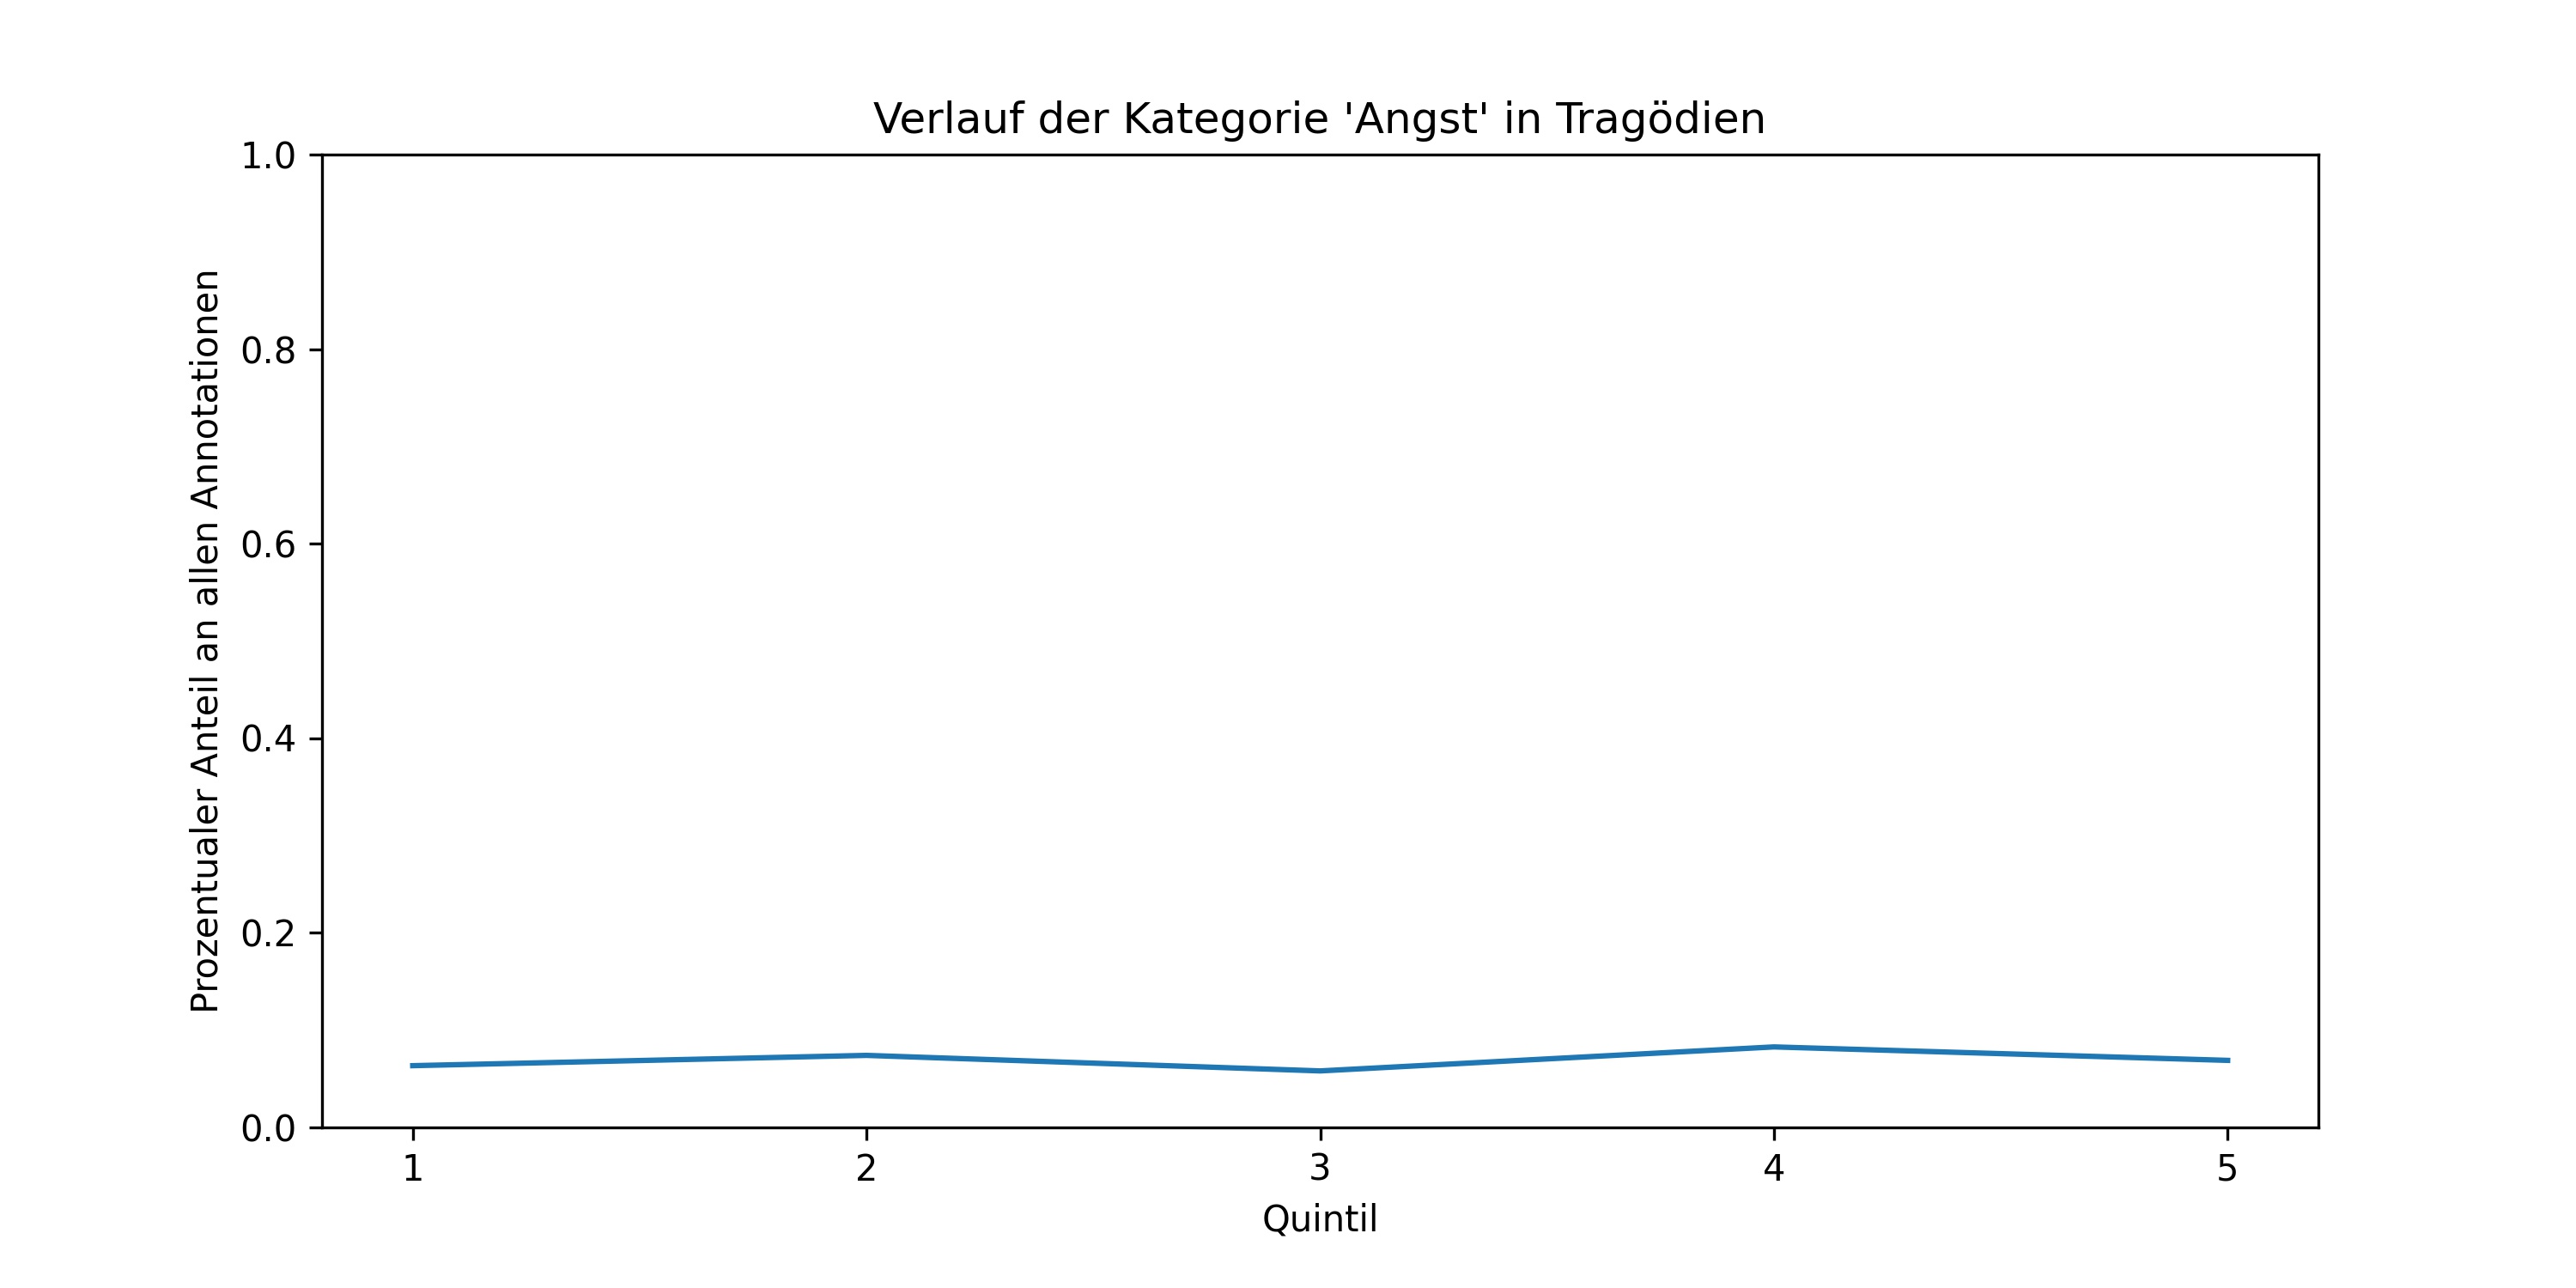 Verlauf der Kategorie 'Angst' in Tragödien
Prozentualer Anteil an allen Annotationen
1.0
0.8
0.6
0.4
0.2
0.0
1 2 3 4 5
Quintil